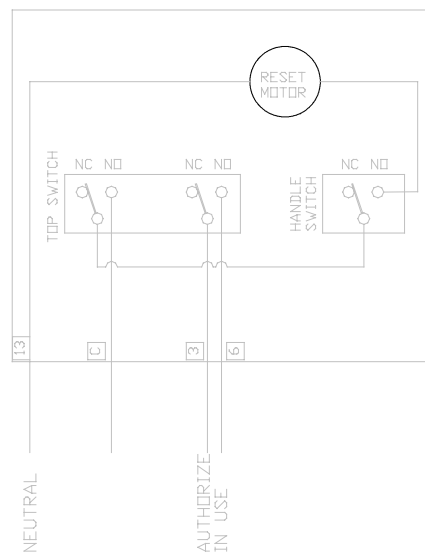 RESET
MOTOR
NC NO
NC NO
NC NO
TOP SWITCH
HANDLE
SWITCH
13
C
3
6
NEUTRAL
AUTHORIZE
IN USE